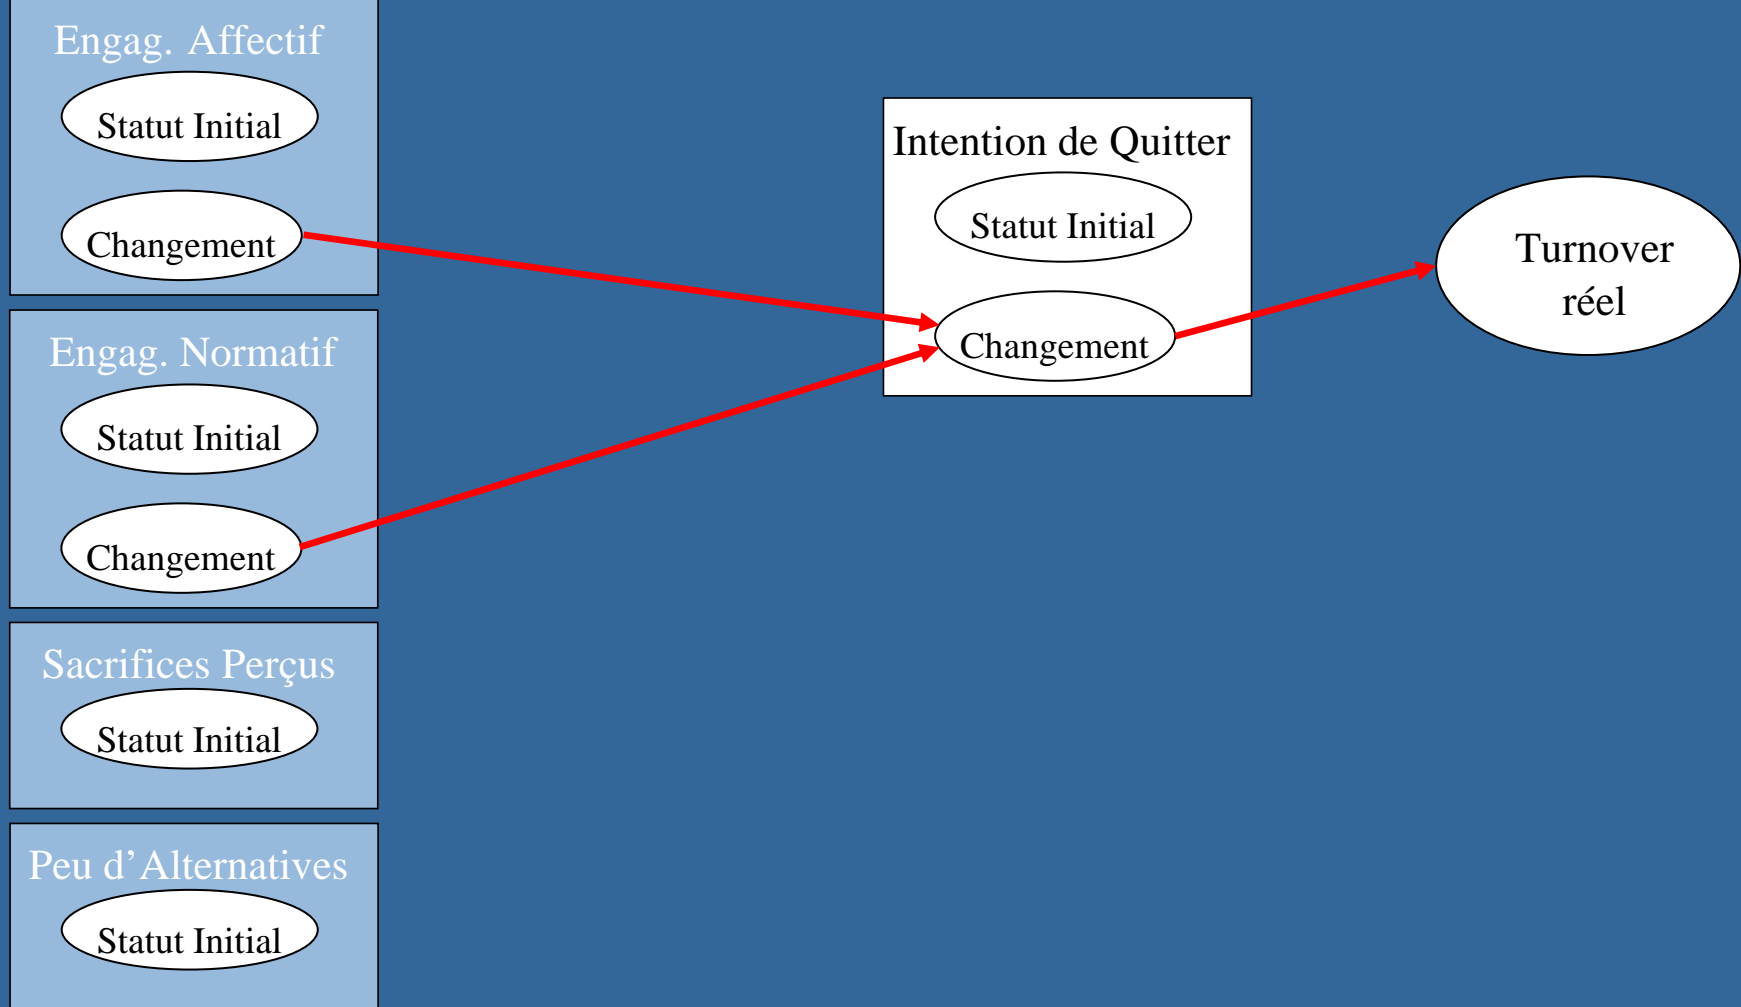 Engag. Affectif
Statut Initial
Changement
Engag. Normatif
Statut Initial
Changement
Sacrifices Perçus
Statut Initial
Peu d’Alternatives
Statut Initial
Intention de Quitter
Statut Initial
Changement
Turnover
réel